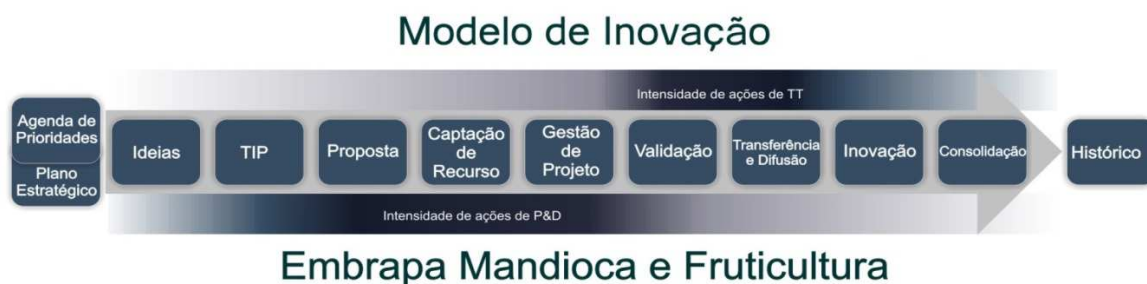 Modelo de Inovação
Intensidade de ações de TT
Agenda de
Prioridades
Plano
Estratégico
Ideias
TIP
Proposta
Captação
de
Recurso
Gestão
de
Projeto
Validação
Transferência
e Difusão
Inovação
Consolidação
Histórico
Intensidade de ações de P&D
Embrapa Mandioca e Fruticultura